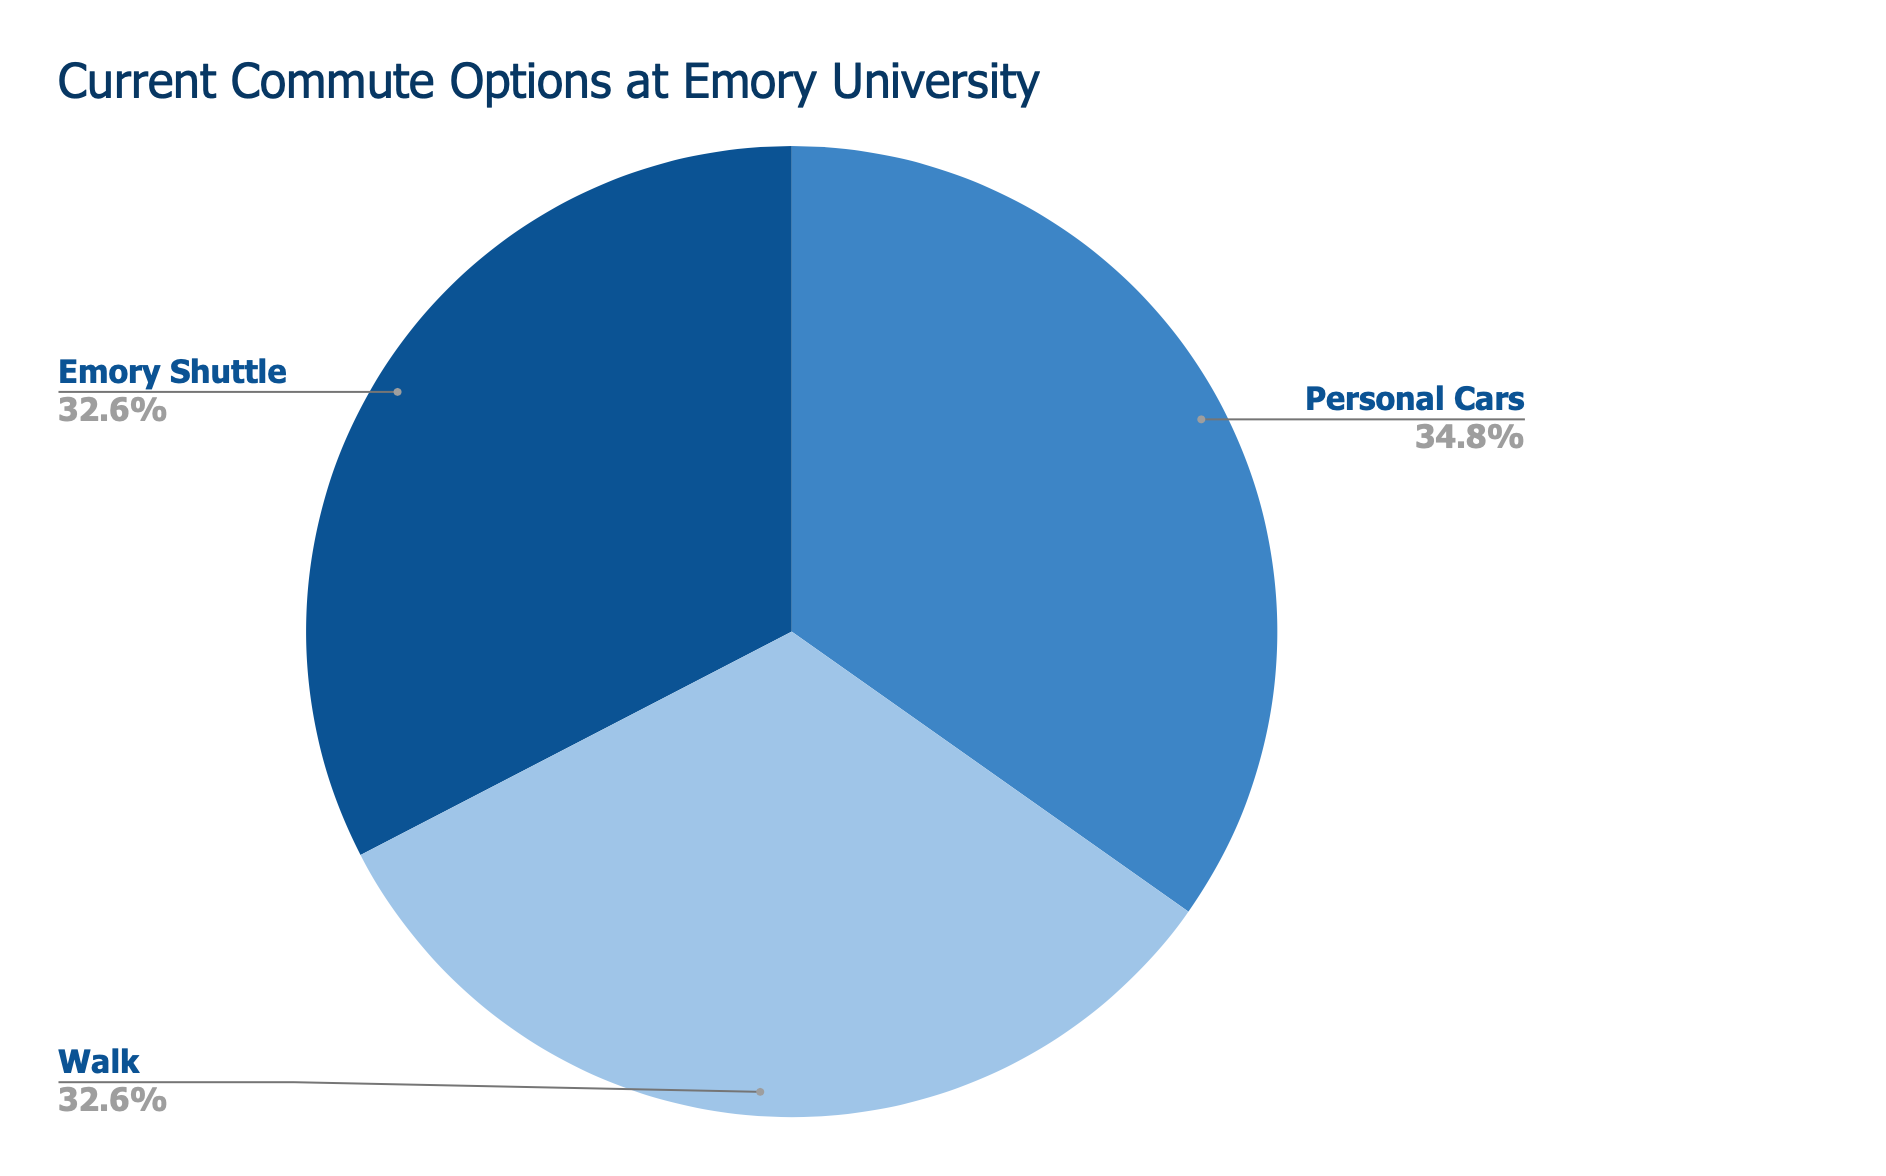 Current Commute Options at Emory University
Emory Shuttle
32.6%
Personal Cars
34.8%
Walk
32.6%